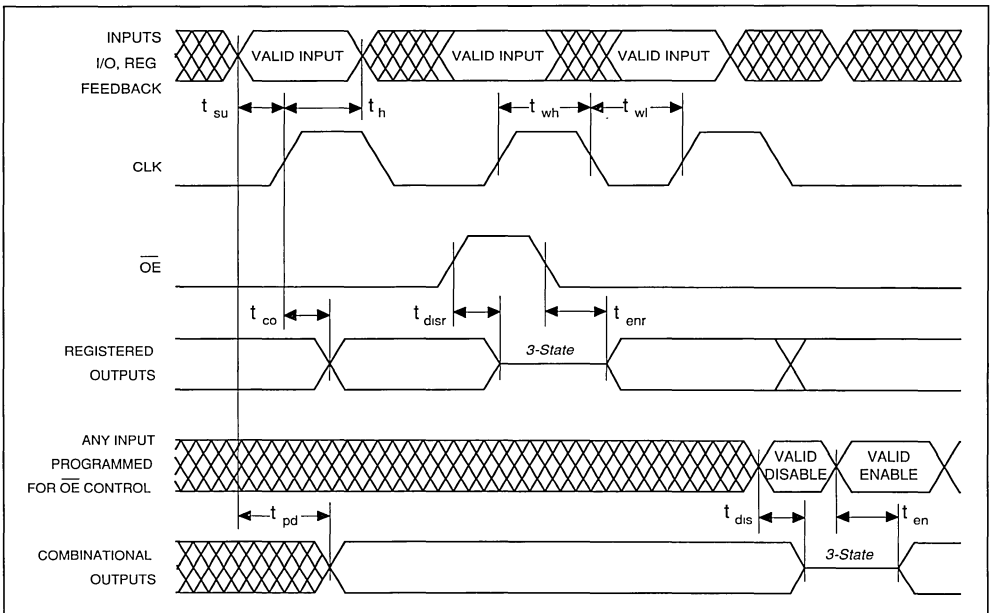 INPUTS
I/O, REG
FEEDBACK
VALID INPUT
VALID INPUT
VALID INPUT
t su
t h
t wh
t wl
CLK
OE
t co
t disr
t enr
REGISTERED
OUTPUTS
3-State
ANY INPUT
PROGRAMMED
FOR OE CONTROL
VALID
DISABLE
VALID
ENABLE
t pd
t dis
t en
COMBINATIONAL
OUTPUTS
3-State